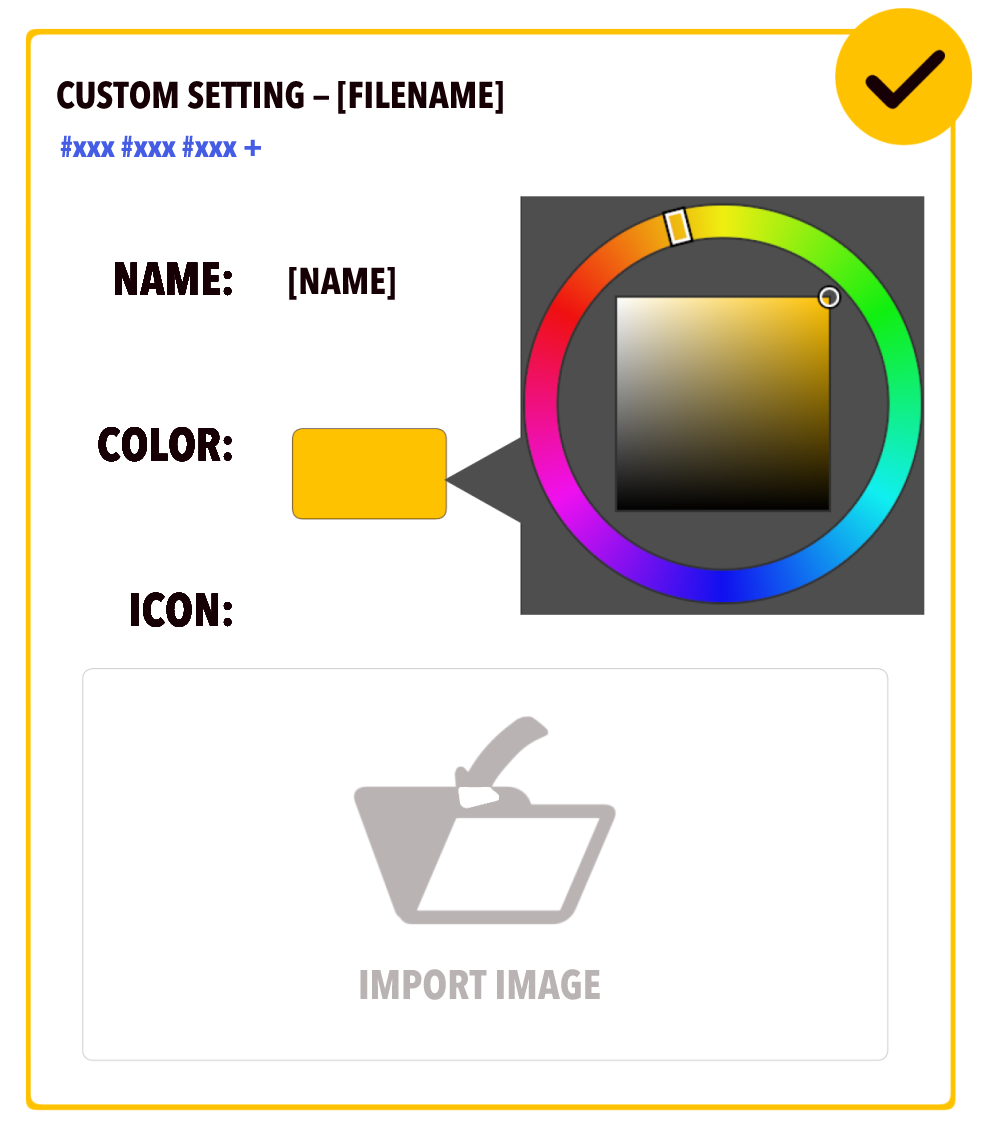 CUSTOM SETTING – [FILENAME]
#xxx #xxx #xxx +
NAME: [NAME]
COLOR:
ICON:
IMPORT IMAGE